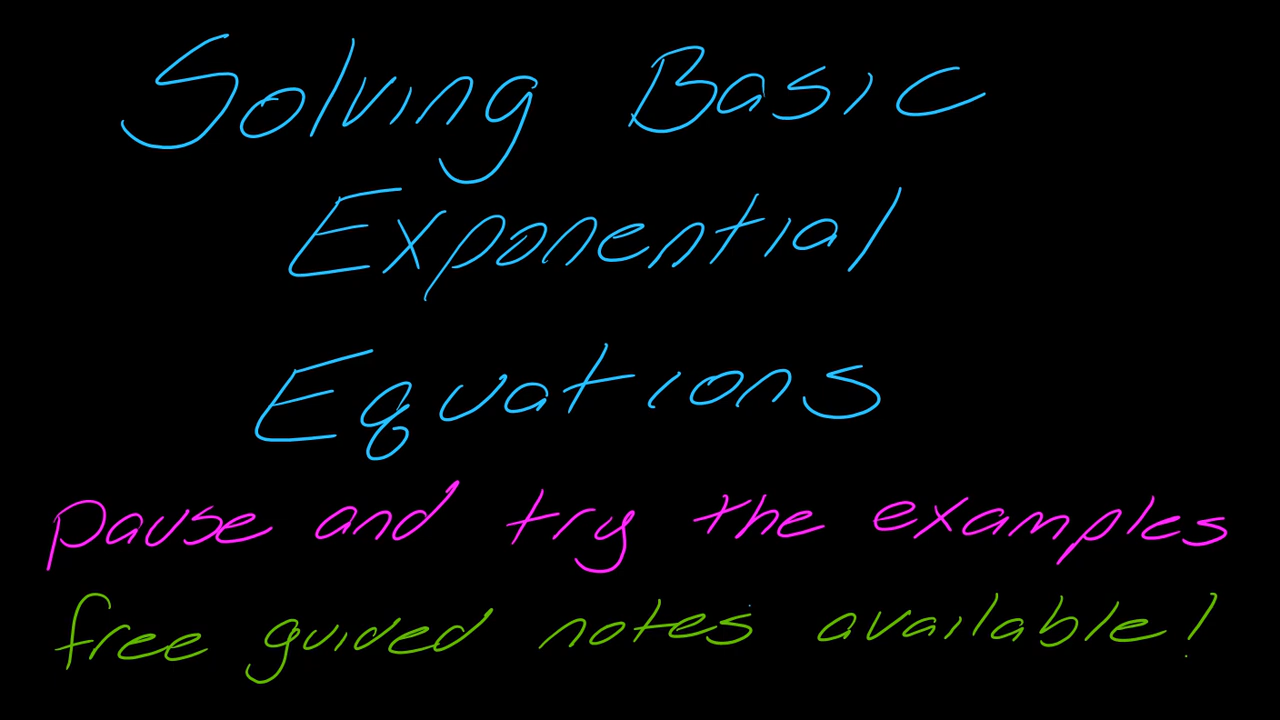 Solving Basic
Exponential
Equations
pause and try the examples
free guided notes available!